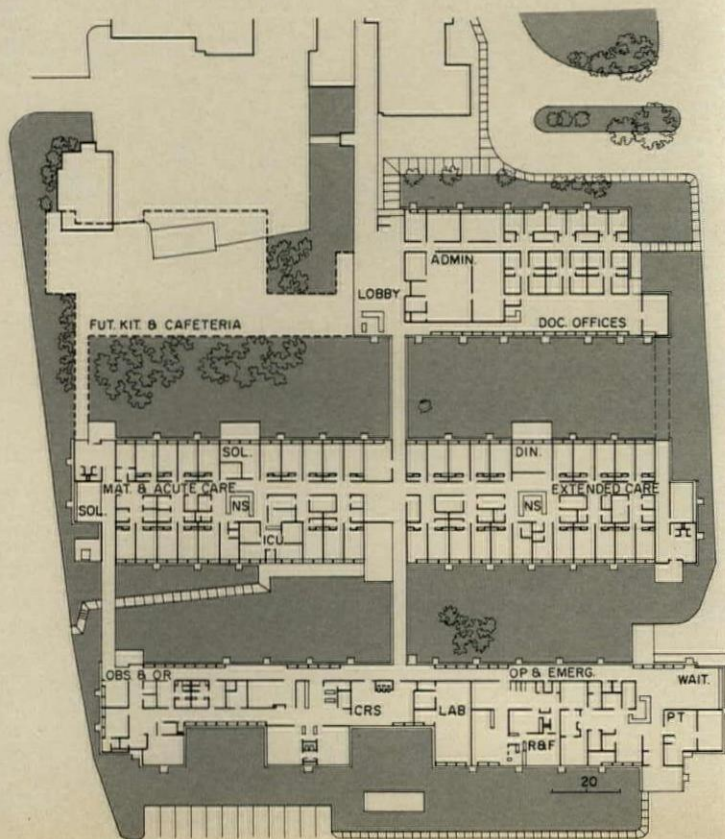 ADMIN.
LOBBY
DOC. OFFICES
FUT. KIT. & CAFETERIA
SOL.
DIN.
MAT. & ACUTE CARE
EXTENDED CARE
SOL.
NS
NS
ICU
OBS & OR
OP & EMERG.
WAIT.
CRS
LAB
PT
R&F
20